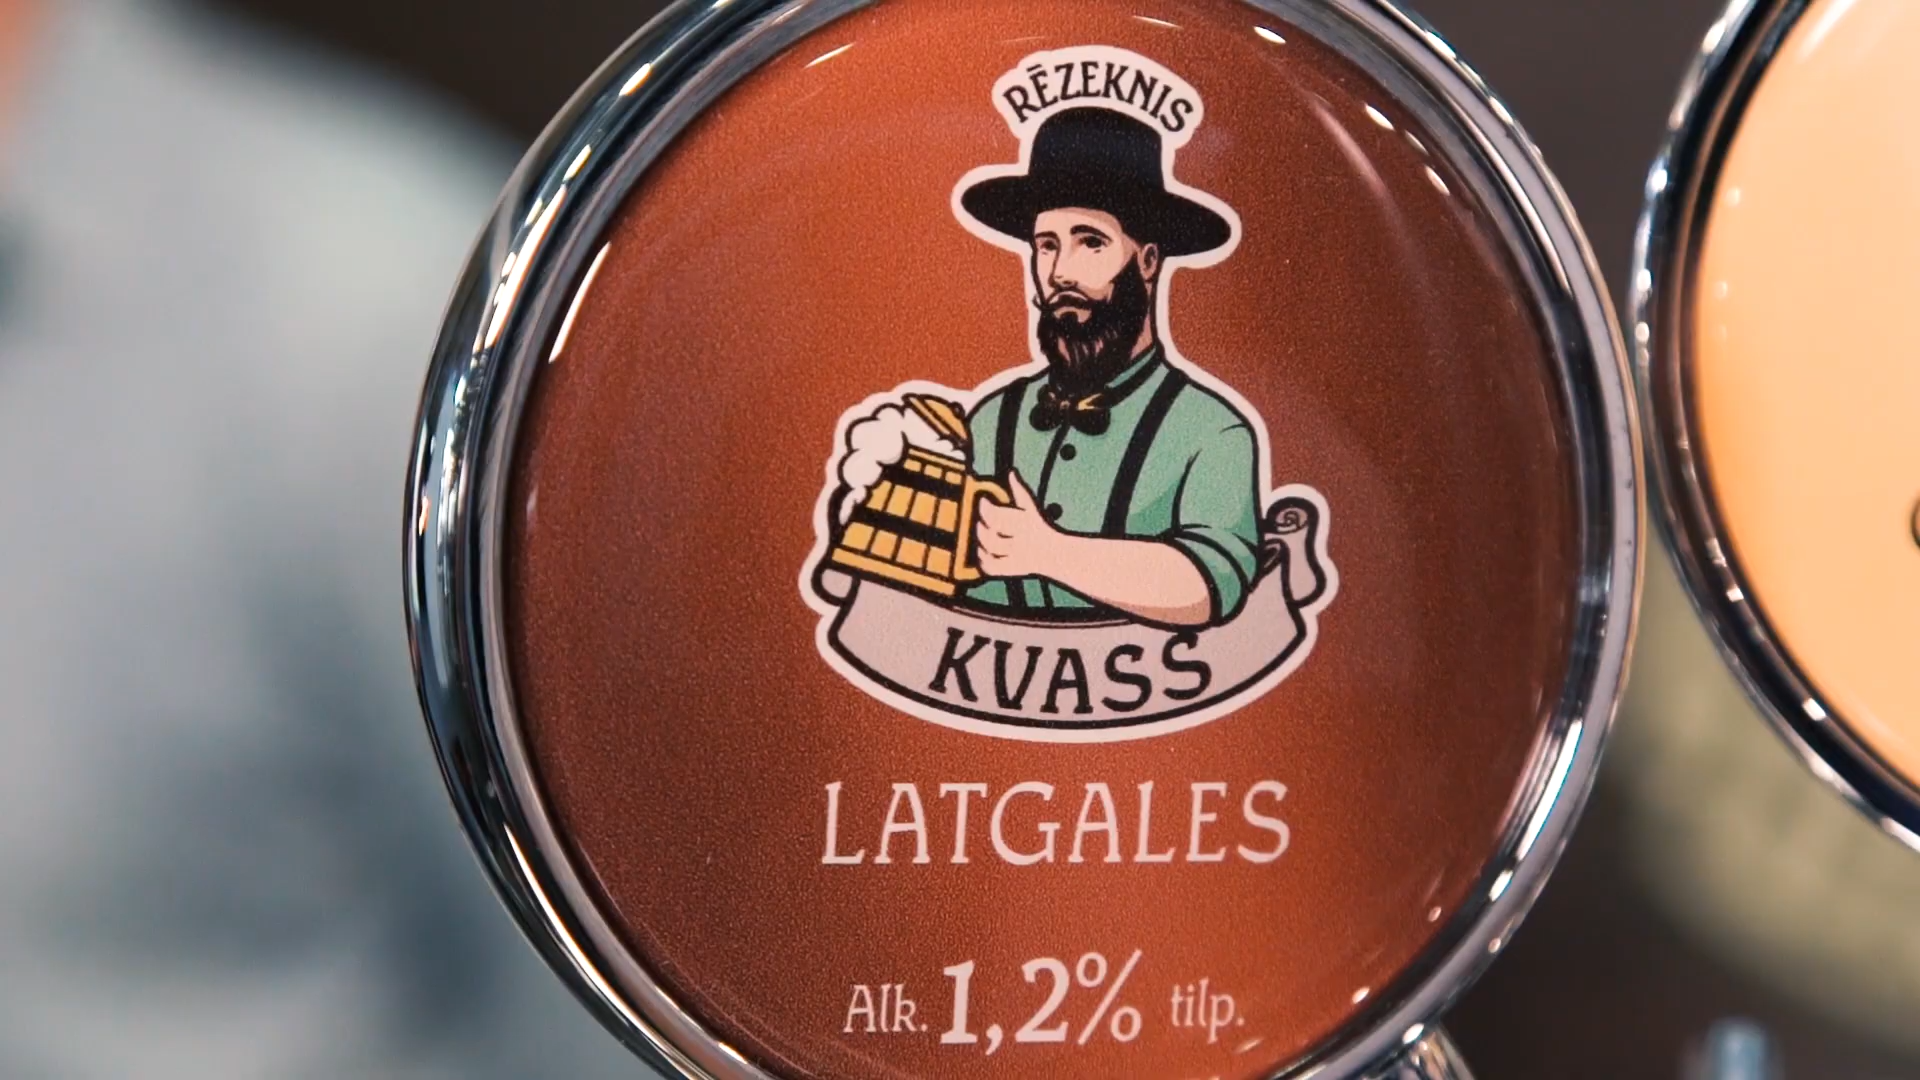 RĒZEKNIS
KVASS
LATGALES
Alk. 1,2% tilp.